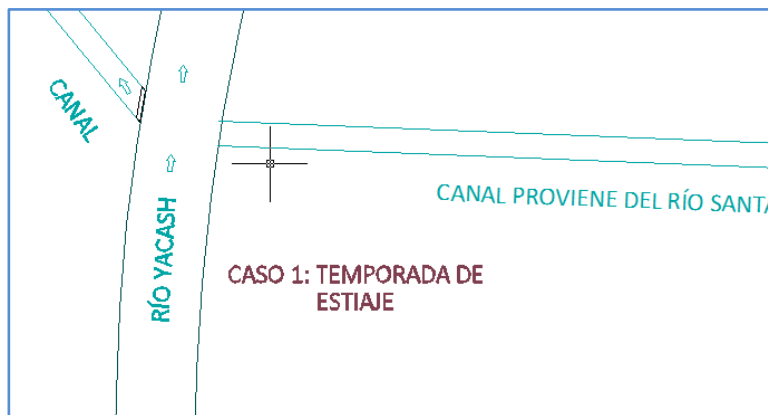 CANAL
CANAL PROVIENE DEL RÍO SANTA
RÍO YACASH
CASO 1: TEMPORADA DE
ESTIAJE